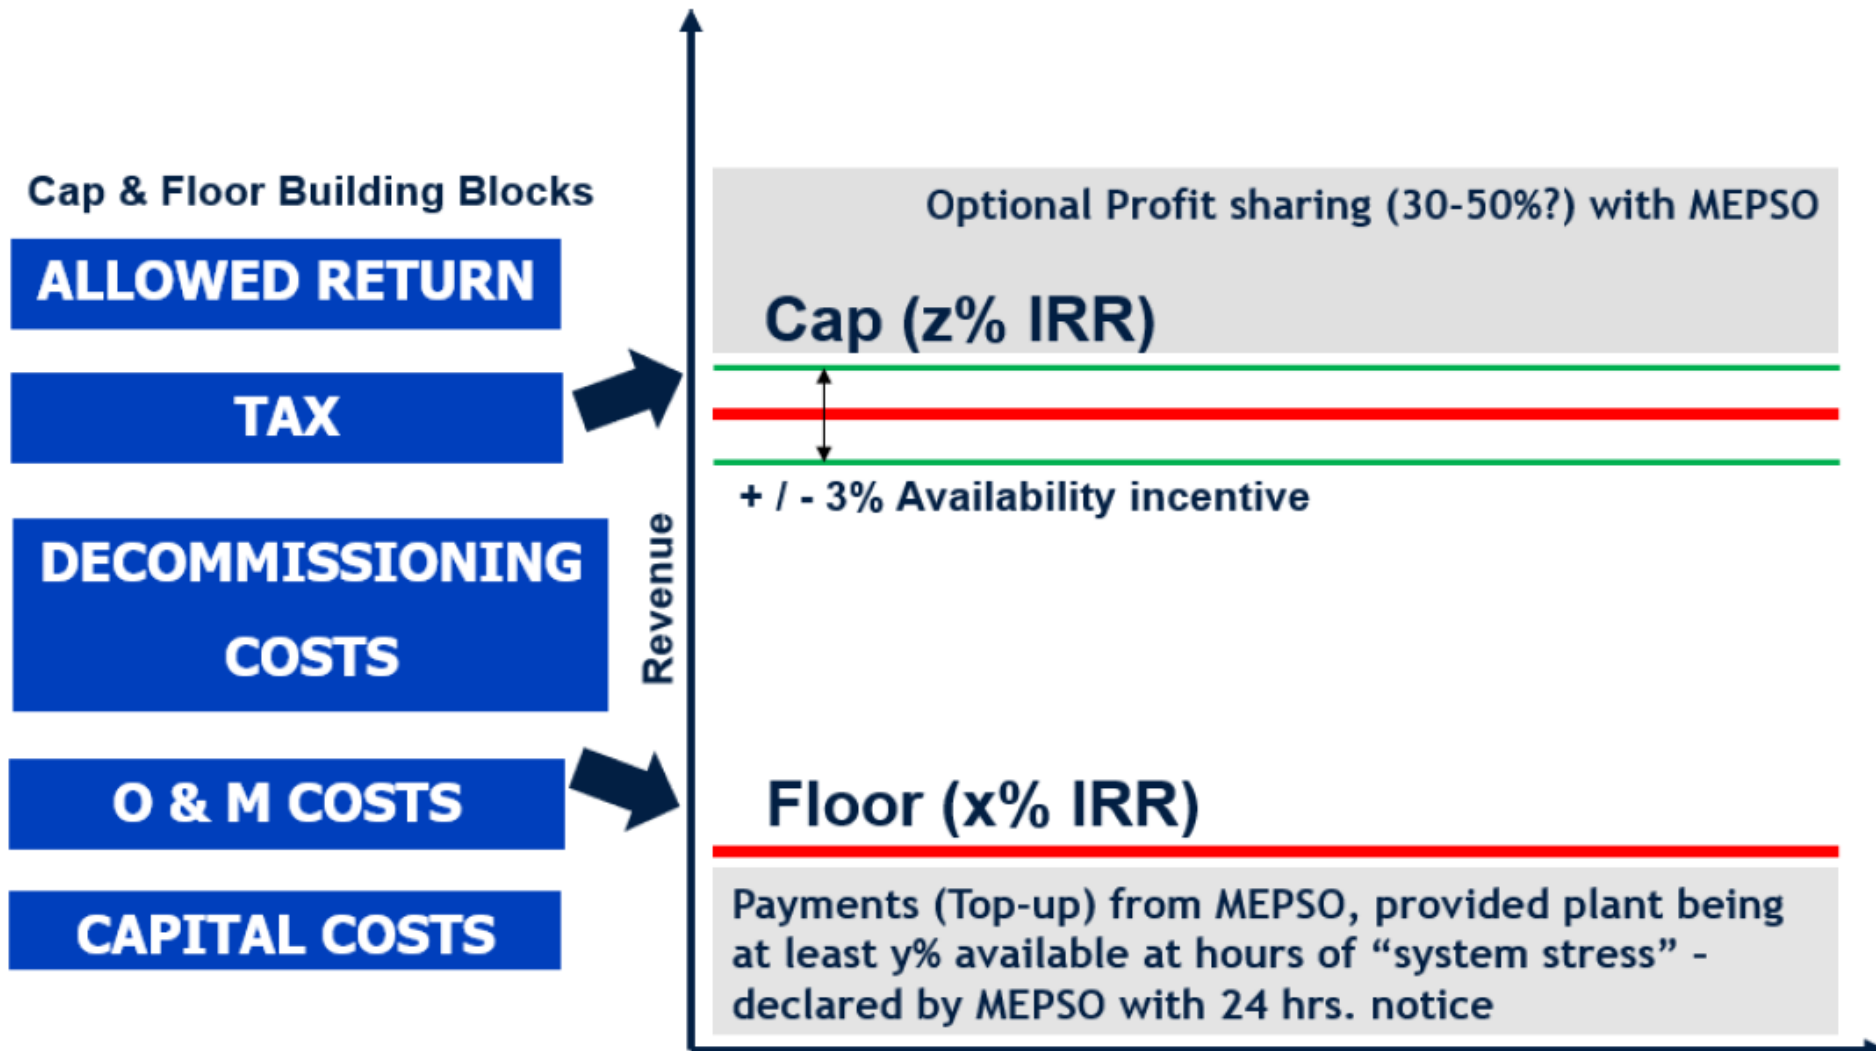 Cap & Floor Building Blocks
ALLOWED RETURN
TAX
DECOMMISSIONING
COSTS
O & M COSTS
CAPITAL COSTS
Revenue
Optional Profit sharing (30-50%?) with MEPSO
Cap (z% IRR)
+ / - 3% Availability incentive
Floor (x% IRR)
Payments (Top-up) from MEPSO, provided plant being
at least y% available at hours of “system stress” –
declared by MEPSO with 24 hrs. notice